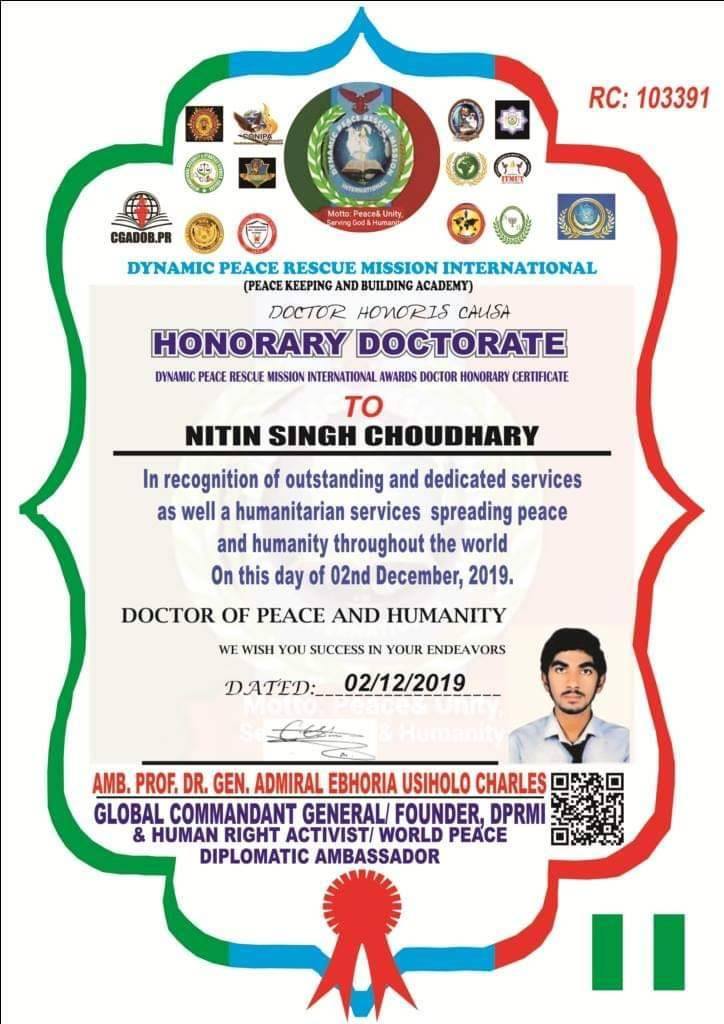 RC: 103391
CONIPA
DYNAMIC PEACE RESCUE MISSION
INTERNATIONAL
Motto: Peace& Unity,
Serving God & Humanity
ITMUT
CGADOB.PR
DYNAMIC PEACE RESCUE MISSION INTERNATIONAL
(PEACE KEEPING AND BUILDING ACADEMY)
DOCTOR HONORIS CAUSA
HONORARY DOCTORATE
DYNAMIC PEACE RESCUE MISSION INTERNATIONAL AWARDS DOCTOR HONORARY CERTIFICATE
TO
NITIN SINGH CHOUDHARY
In recognition of outstanding and dedicated services
as well a humanitarian services spreading peace
and humanity throughout the world
On this day of 02nd December, 2019.
DOCTOR OF PEACE AND HUMANITY
WE WISH YOU SUCCESS IN YOUR ENDEAVORS
DATED:__02/12/2019___
Motto: Peace& Unity,
& Humanity
AMB. PROF. DR. GEN. ADMIRAL EBHORIA USIHOLO CHARLES
GLOBAL COMMANDANT GENERAL/ FOUNDER, DPRMI
& HUMAN RIGHT ACTIVIST/ WORLD PEACE
DIPLOMATIC AMBASSADOR